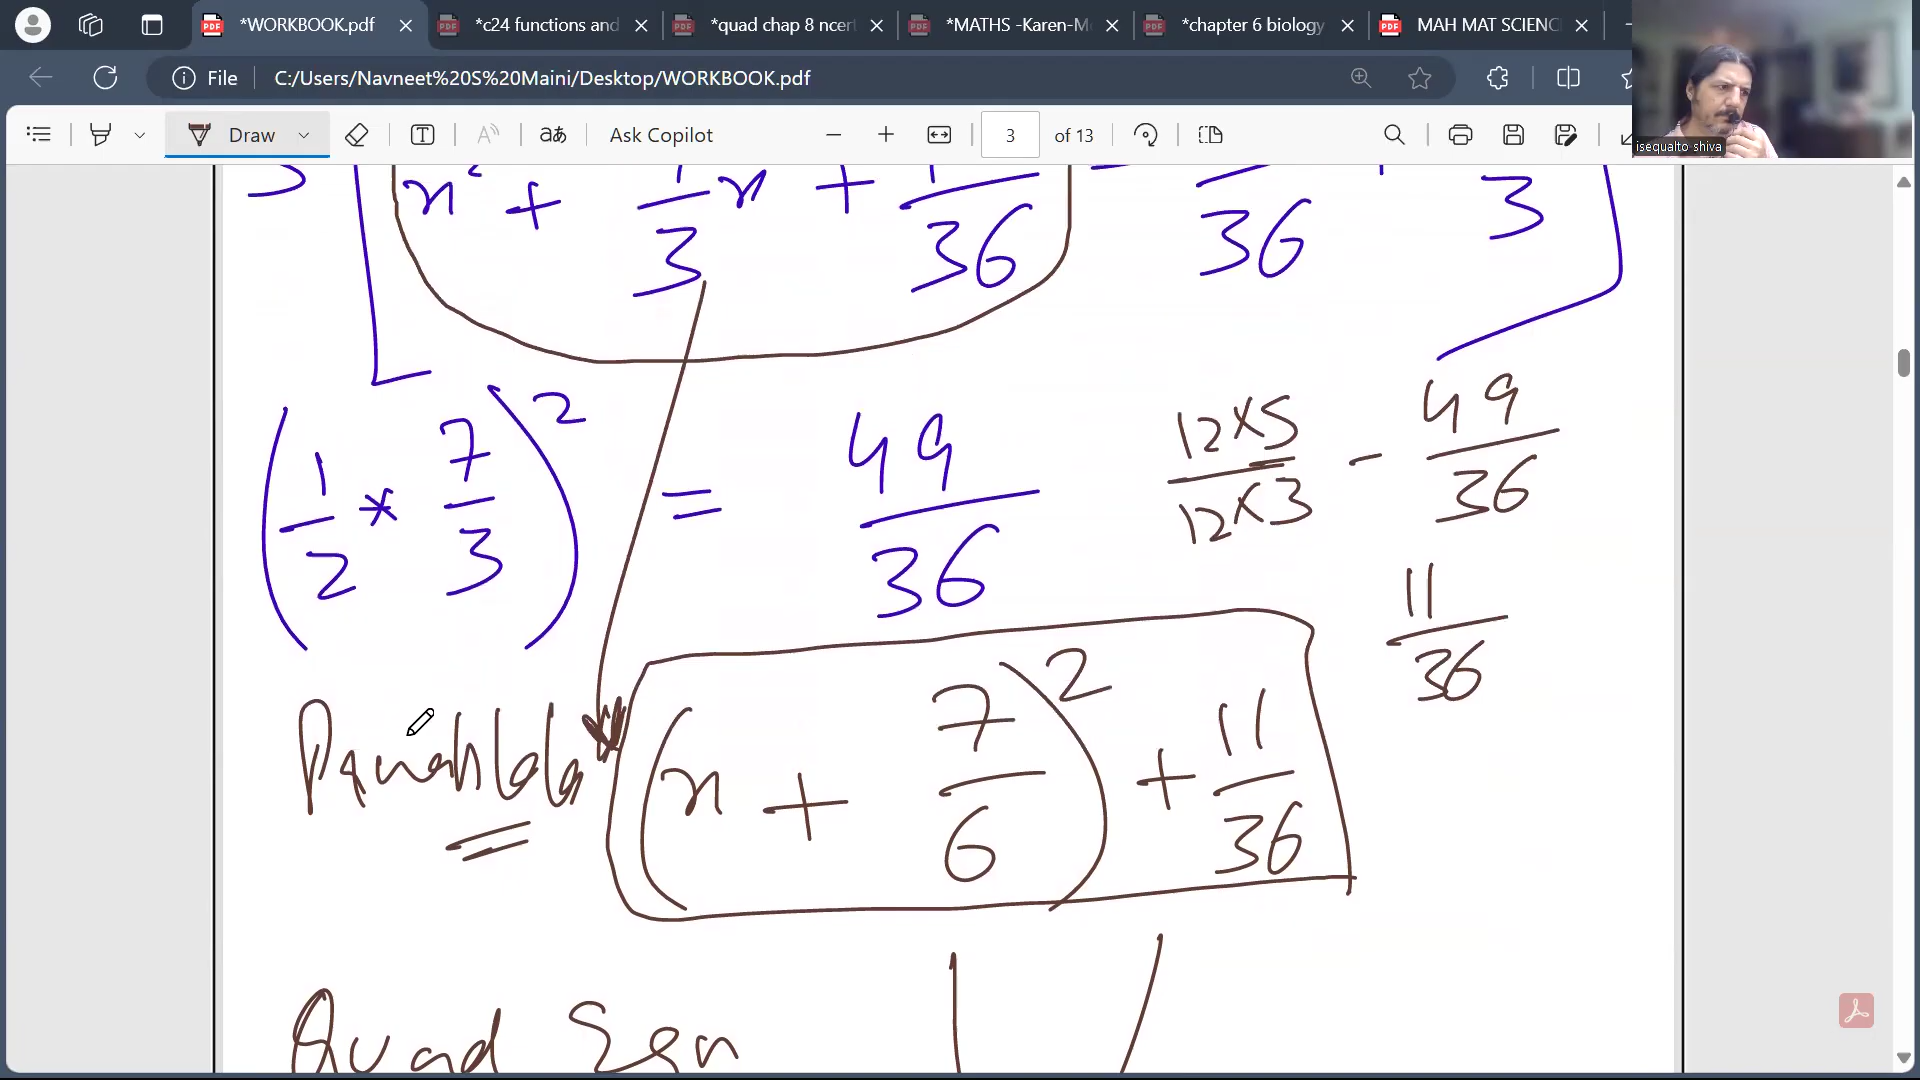 *WORKBOOK.pdf
*c24 functions and
*quad chap 8 ncert
*MATHS -Karen-Mo
*chapter 6 biology
MAH MAT SCIENC
File
C:/Users/Navneet%20S%20Maini/Desktop/WORKBOOK.pdf
Draw
Ask Copilot
3 of 13
isequalto shiva
x² + 7/3 x + 49/36 36 3
(1/2 * 7/3)² = 49/36
12×5/12×3 - 49/36
11/36
(x + 7/6)² + 11/36
Quad Eqn